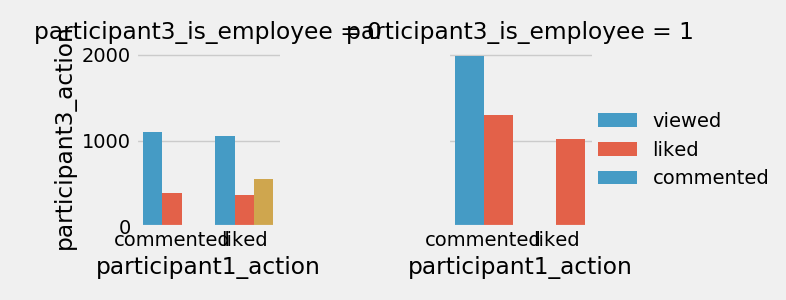 participant3_is_employee = 0
participant3_is_employee = 1
participant3_action
2000
1000
0
commented
liked
commented
liked
participant1_action
participant1_action
viewed
liked
commented